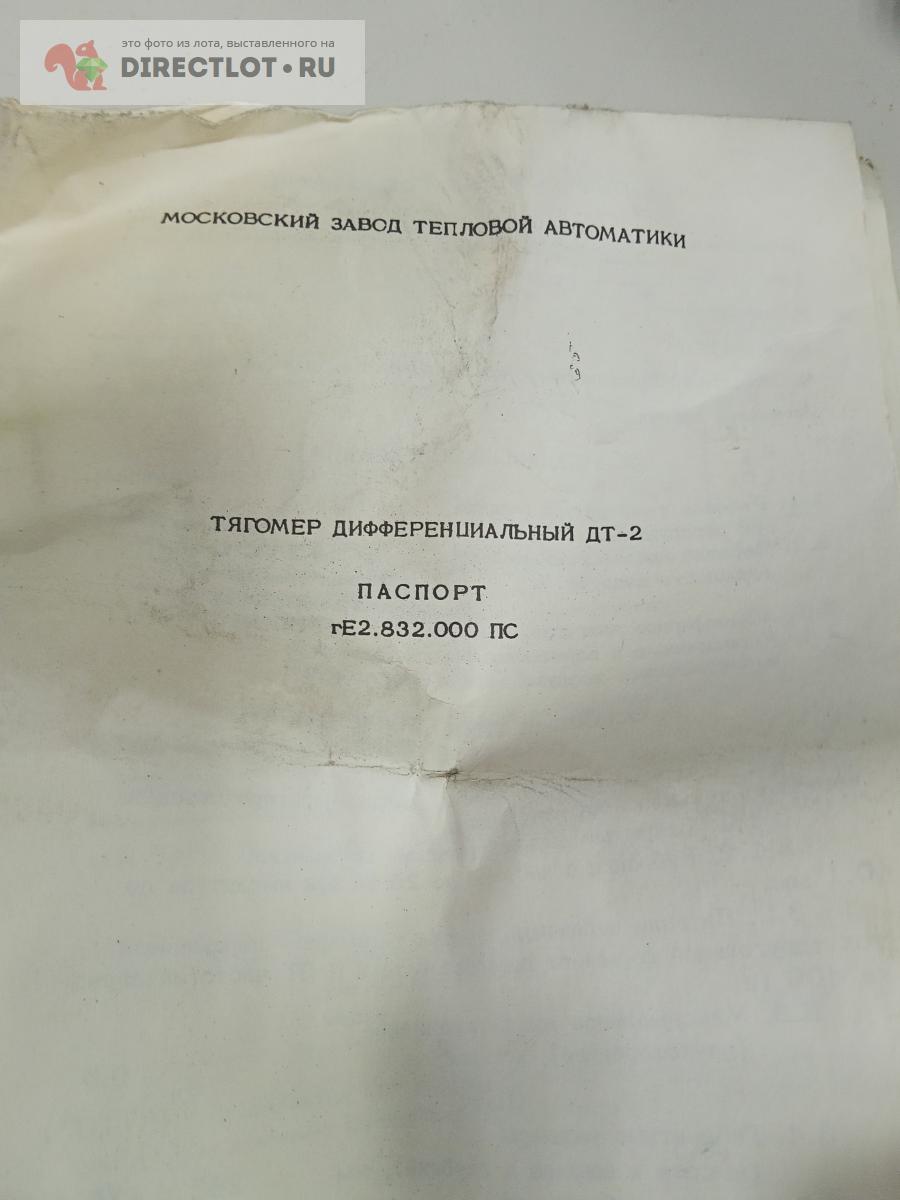 это фото из лота, выставленного на
DIRECTLOT•RU
МОСКОВСКИЙ ЗАВОД ТЕПЛОВОЙ АВТОМАТИКИ
ТЯГОМЕР ДИФФЕРЕНЦИАЛЬНЫЙ ДТ-2
ПАСПОРТ
гЕ2.832.000 ПС